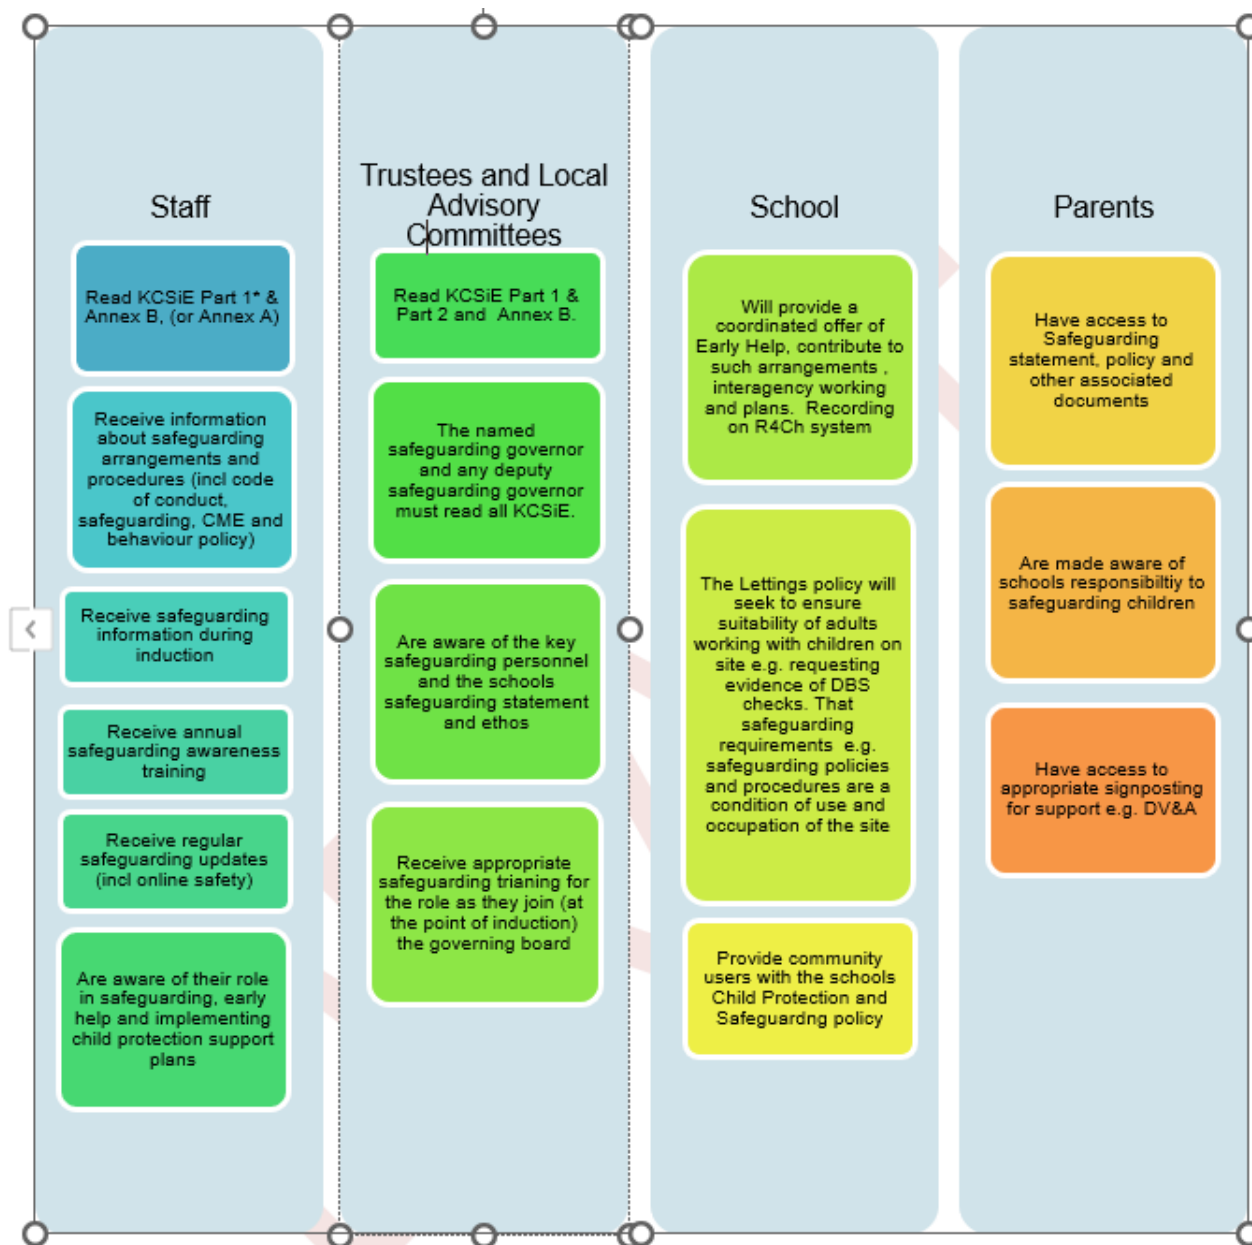 Staff
Read KCSiE Part 1* &
Annex B, (or Annex A)
Receive information
about safeguarding
arrangements and
procedures (incl code
of conduct,
safeguarding, CME and
behaviour policy)
Receive safeguarding
information during
induction
Receive annual
safeguarding awareness
training
Receive regular
safeguarding updates
(incl online safety)
Are aware of their role
in safeguarding, early
help and implementing
child protection support
plans
Trustees and Local
Advisory
Committees
Read KCSiE Part 1 &
Part 2 and Annex B.
The named
safeguarding governor
and any deputy
safeguarding governor
must read all KCSiE.
Are aware of the key
safeguarding personnel
and the schools
safeguarding statement
and ethos
Receive appropriate
safeguarding trianing for
the role as they join (at
the point of induction)
the governing board
School
Will provide a
coordinated offer of
Early Help, contribute to
such arrangements ,
interagency working
and plans. Recording
on R4Ch system
The Lettings policy will
seek to ensure
suitability of adults
working with children on
site e.g. requesting
evidence of DBS
checks. That
safeguarding
requirements e.g.
safeguarding policies
and procedures are a
condition of use and
occupation of the site
Provide community
users with the schools
Child Protection and
Safeguardng policy
Parents
Have access to
Safeguarding
statement, policy and
other associated
documents
Are made aware of
schools responsibiltiy to
safeguarding children
Have access to
appropriate signposting
for support e.g. DV&A